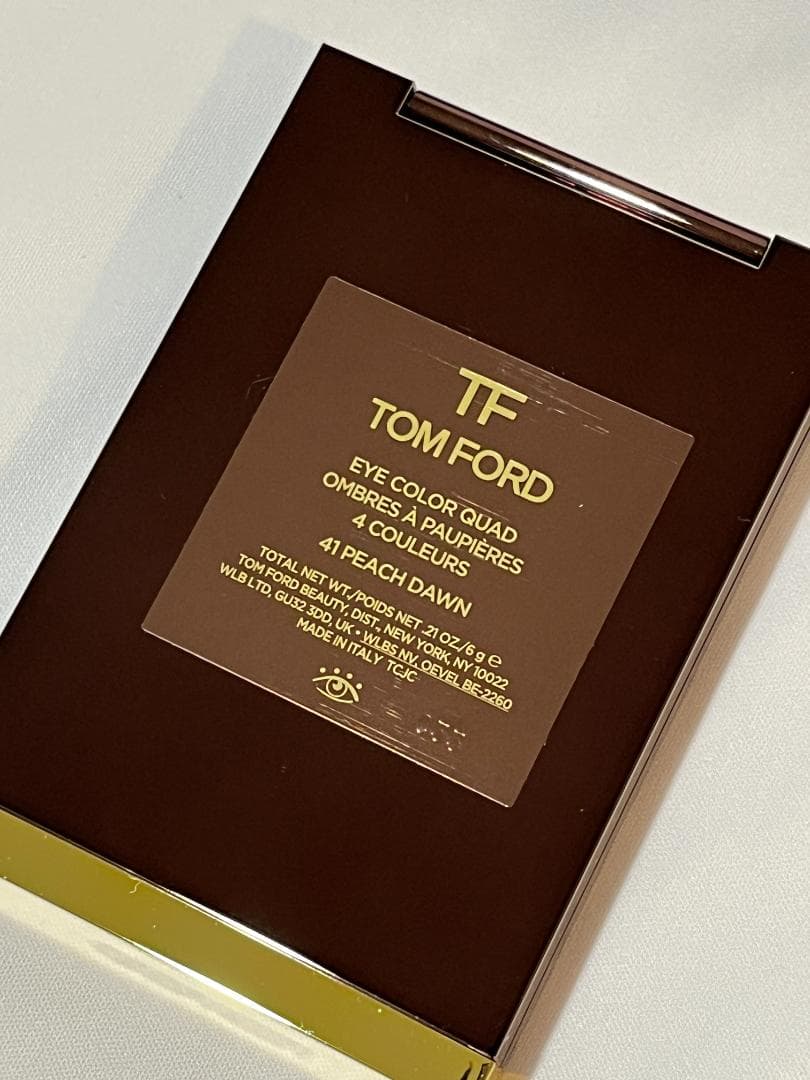 TF
TOM FORD
EYE COLOR QUAD
OMBRES À PAUPIÈRES
4 COULEURS
41 PEACH DAWN
TOTAL NET WT./POIDS NET .21 OZ/6 g ℮
TOM FORD BEAUTY, DIST., NEW YORK, NY 10022
WLB LTD, GU32 3DD, UK • WLBS NV, OEVEL BE-2260
MADE IN ITALY TCJC